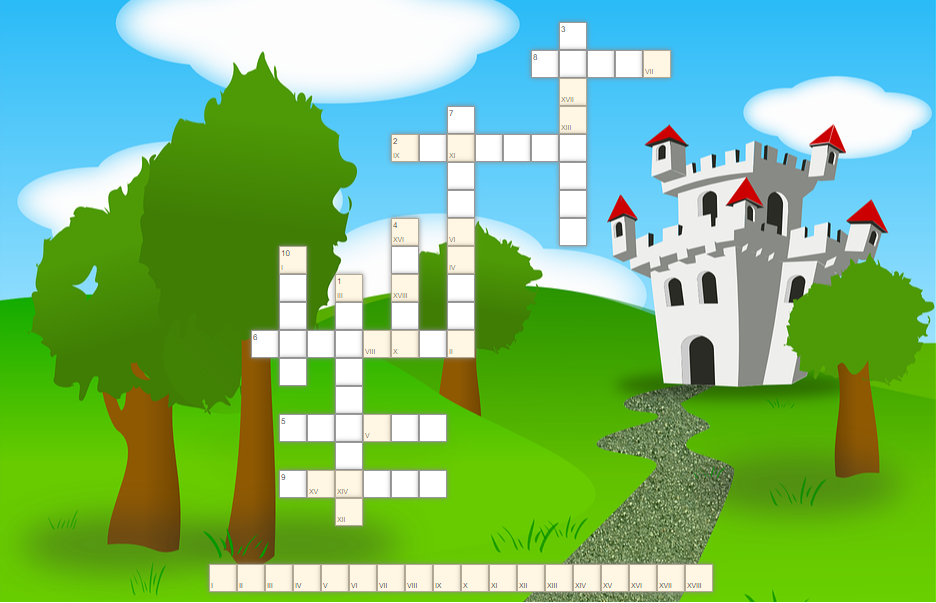 3
8 VII
XVII
7 XIII
2 IX XI
4 XVI VI
10 I IV
1 III XVIII
6 VIII X II
5 V
9 XV XIV
XII
I II III IV V VI VII VIII IX X XI XII XIII XIV XV XVI XVII XVIII